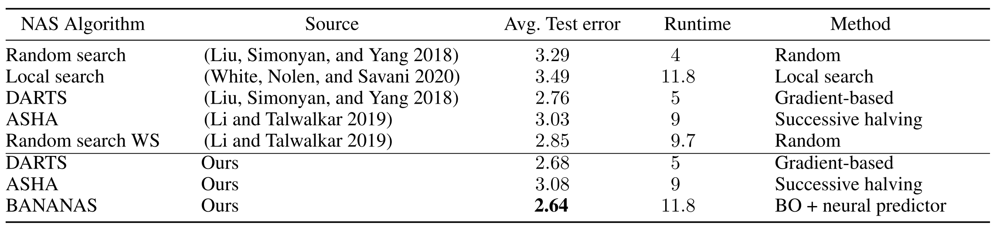 NAS Algorithm Source Avg. Test error Runtime Method
Random search (Liu, Simonyan, and Yang 2018) 3.29 4 Random
Local search (White, Nolen, and Savani 2020) 3.49 11.8 Local search
DARTS (Liu, Simonyan, and Yang 2018) 2.76 5 Gradient-based
ASHA (Li and Talwalkar 2019) 3.03 9 Successive halving
Random search WS (Li and Talwalkar 2019) 2.85 9.7 Random
DARTS Ours 2.68 5 Gradient-based
ASHA Ours 3.08 9 Successive halving
BANANAS Ours 2.64 11.8 BO + neural predictor